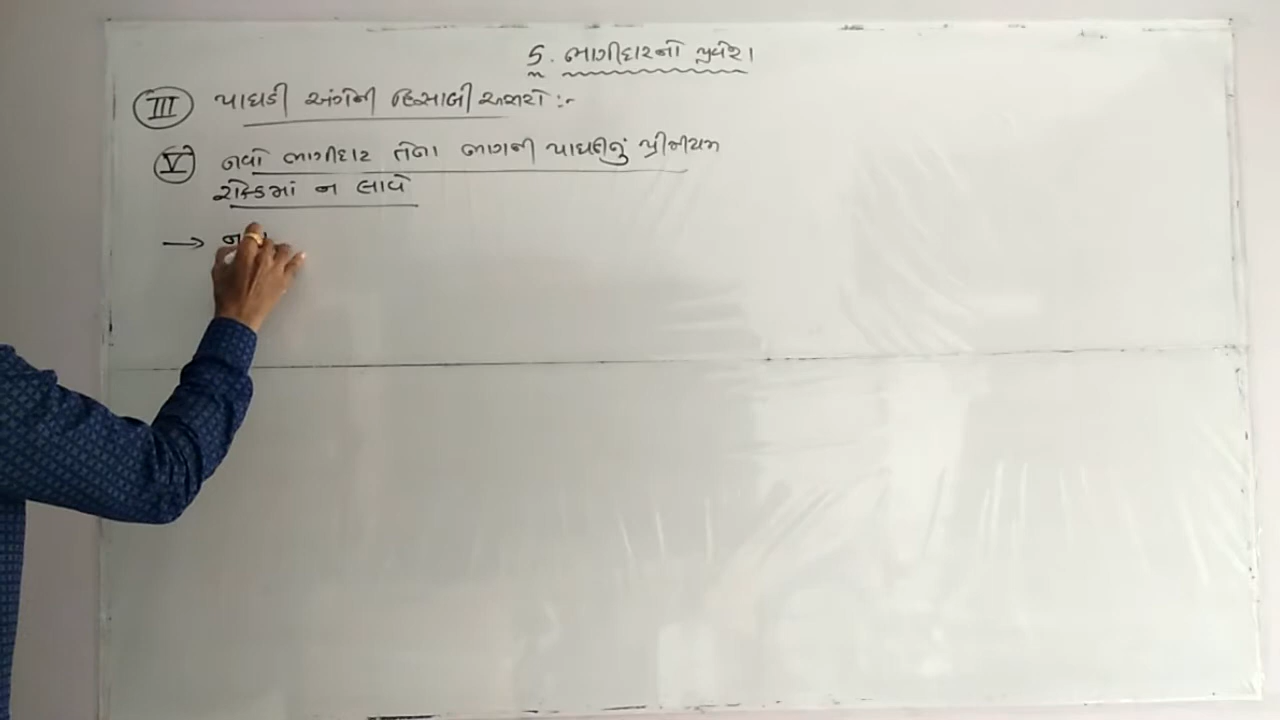 5. ભાગીદારનો પ્રવેશ
III પાઘડી અંગેની હિસાબી અસરો :-
V નવો ભાગીદાર તેના ભાગની પાઘડીનું પ્રીમીયમ
રોકડમાં ન લાવે
→ ન